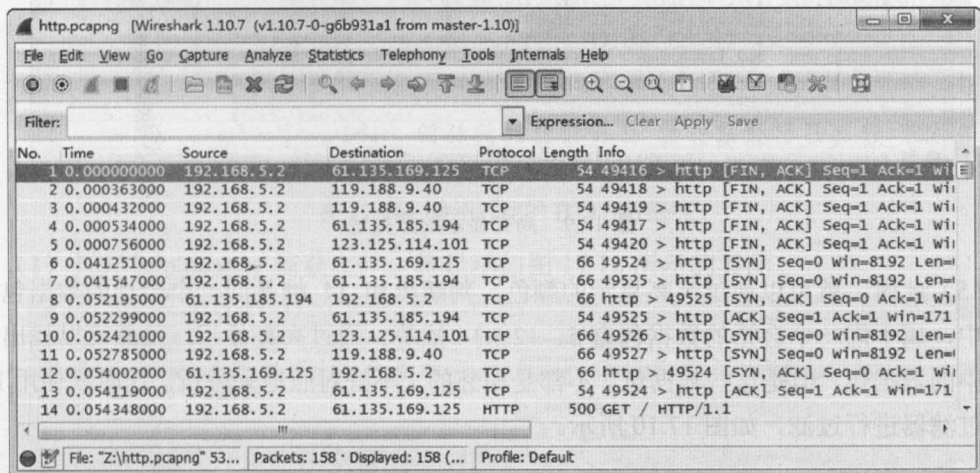 http.pcapng [Wireshark 1.10.7 (v1.10.7-0-g6b931a1 from master-1.10)]
File Edit View Go Capture Analyze Statistics Telephony Tools Internals Help
Filter: Expression... Clear Apply Save
No. Time Source Destination Protocol Length Info
1 0.000000000 192.168.5.2 61.135.169.125 TCP 54 49416 > http [FIN, ACK] Seq=1 Ack=1 Wi
2 0.000363000 192.168.5.2 119.188.9.40 TCP 54 49418 > http [FIN, ACK] Seq=1 Ack=1 Wi
3 0.000432000 192.168.5.2 119.188.9.40 TCP 54 49419 > http [FIN, ACK] Seq=1 Ack=1 Wi
4 0.000534000 192.168.5.2 61.135.185.194 TCP 54 49417 > http [FIN, ACK] Seq=1 Ack=1 Wi
5 0.000756000 192.168.5.2 123.125.114.101 TCP 54 49420 > http [FIN, ACK] Seq=1 Ack=1 Wi
6 0.041251000 192.168.5.2 61.135.169.125 TCP 66 49524 > http [SYN] Seq=0 Win=8192 Len=
7 0.041547000 192.168.5.2 61.135.185.194 TCP 66 49525 > http [SYN] Seq=0 Win=8192 Len=
8 0.052195000 61.135.185.194 192.168.5.2 TCP 66 http > 49525 [SYN, ACK] Seq=0 Ack=1 Wi
9 0.052299000 192.168.5.2 61.135.185.194 TCP 54 49525 > http [ACK] Seq=1 Ack=1 Win=171
10 0.052421000 192.168.5.2 123.125.114.101 TCP 66 49526 > http [SYN] Seq=0 Win=8192 Len=
11 0.052785000 192.168.5.2 119.188.9.40 TCP 66 49527 > http [SYN] Seq=0 Win=8192 Len=
12 0.054002000 61.135.169.125 192.168.5.2 TCP 66 http > 49524 [SYN, ACK] Seq=0 Ack=1 Wi
13 0.054119000 192.168.5.2 61.135.169.125 TCP 54 49524 > http [ACK] Seq=1 Ack=1 Win=171
14 0.054348000 192.168.5.2 61.135.169.125 HTTP 500 GET / HTTP/1.1
File: "Z:\http.pcapng" 53... Packets: 158 · Displayed: 158 (... Profile: Default